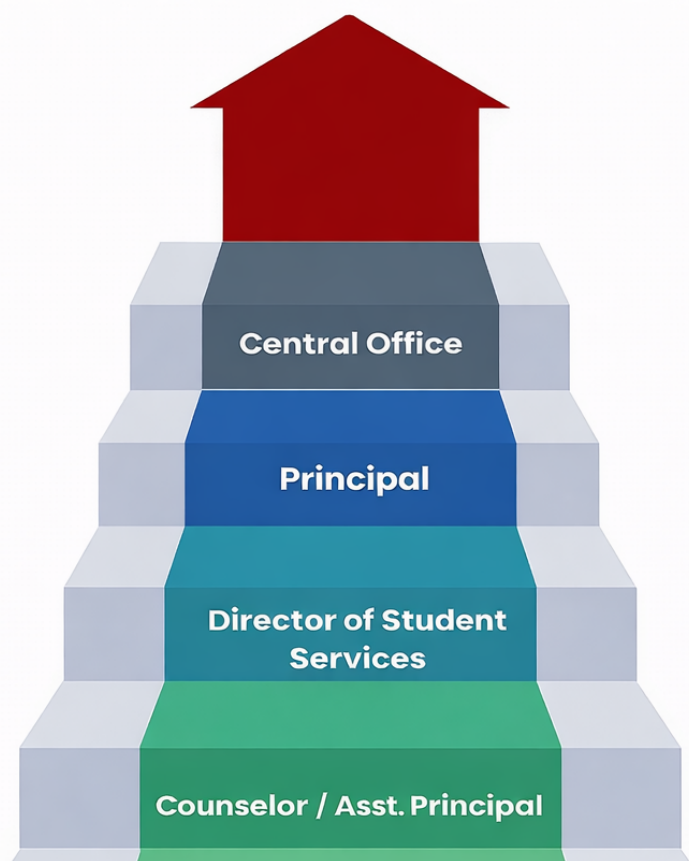 Central Office
Principal
Director of Student
Services
Counselor / Asst. Principal